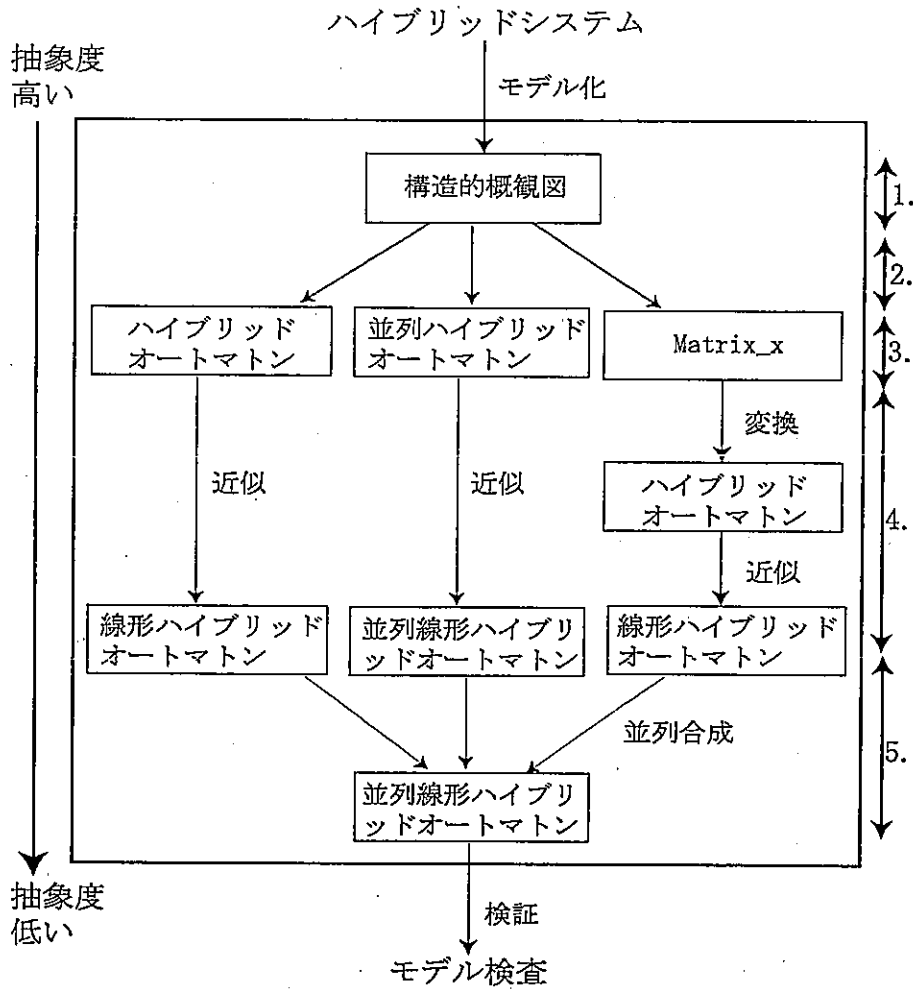 ハイブリッドシステム
抽象度
高い
モデル化
構造的概観図
1.
2.
ハイブリッド
オートマトン
並列ハイブリッド
オートマトン
Matrix_x
3.
変換
近似
近似
ハイブリッド
オートマトン
4.
近似
線形ハイブリッド
オートマトン
並列線形ハイブリ
ッドオートマトン
線形ハイブリッド
オートマトン
並列合成
5.
並列線形ハイブリ
ッドオートマトン
抽象度
低い
検証
モデル検査